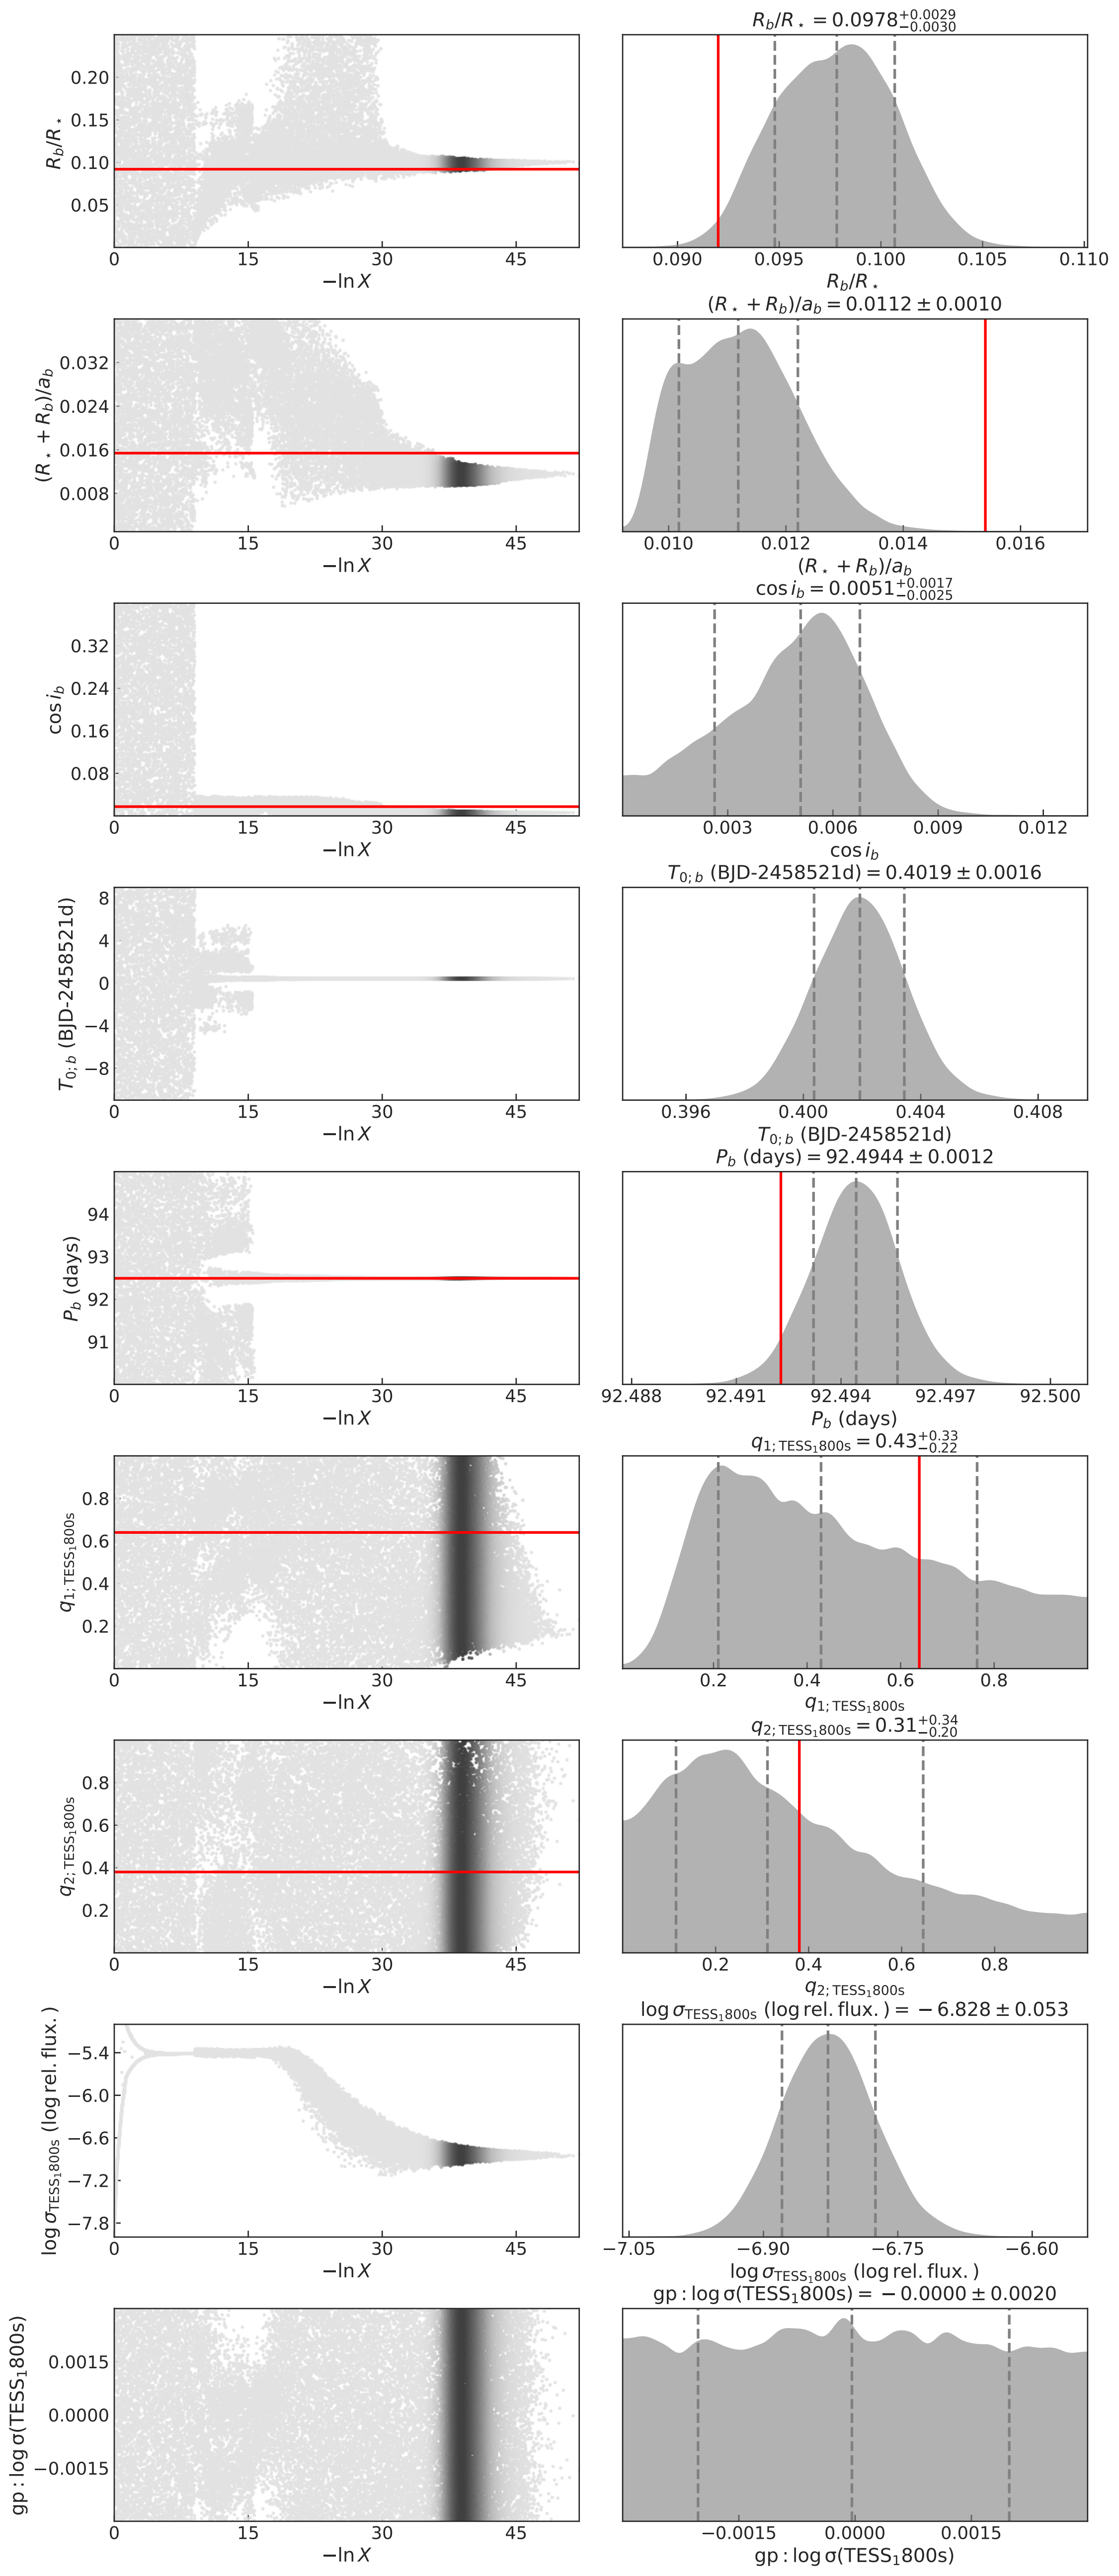 R_b/R_⋆ = 0.0978^{+0.0029}_{−0.0030}
R_b/R_⋆
0.20
0.15
0.10
0.05
0 15 30 45
−ln X
0.090 0.095 0.100 0.105 0.110
R_b/R_⋆
(R_⋆ + R_b)/a_b = 0.0112 ± 0.0010
(R_⋆ + R_b)/a_b
0.032
0.024
0.016
0.008
0 15 30 45
−ln X
0.010 0.012 0.014 0.016
(R_⋆ + R_b)/a_b
cos i_b = 0.0051^{+0.0017}_{−0.0025}
cos i_b
0.32
0.24
0.16
0.08
0 15 30 45
−ln X
0.003 0.006 0.009 0.012
cos i_b
T_{0;b} (BJD-2458521d) = 0.4019 ± 0.0016
T_{0;b} (BJD-2458521d)
8
4
0
−4
−8
0 15 30 45
−ln X
0.396 0.400 0.404 0.408
T_{0;b} (BJD-2458521d)
P_b (days) = 92.4944 ± 0.0012
P_b (days)
94
93
92
91
0 15 30 45
−ln X
92.488 92.491 92.494 92.497 92.500
P_b (days)
q_{1;TESS_1800s} = 0.43^{+0.33}_{−0.22}
q_{1;TESS_1800s}
0.8
0.6
0.4
0.2
0 15 30 45
−ln X
0.2 0.4 0.6 0.8
q_{1;TESS_1800s}
q_{2;TESS_1800s} = 0.31^{+0.34}_{−0.20}
q_{2;TESS_1800s}
0.8
0.6
0.4
0.2
0 15 30 45
−ln X
0.2 0.4 0.6 0.8
q_{2;TESS_1800s}
log σ_{TESS_1800s} (log rel. flux.) = −6.828 ± 0.053
log σ_{TESS_1800s} (log rel. flux.)
−5.4
−6.0
−6.6
−7.2
−7.8
0 15 30 45
−ln X
−7.05 −6.90 −6.75 −6.60
log σ_{TESS_1800s} (log rel. flux.)
gp: log σ(TESS_1800s) = −0.0000 ± 0.0020
gp: log σ(TESS_1800s)
0.0015
0.0000
−0.0015
0 15 30 45
−ln X
−0.0015 0.0000 0.0015
gp: log σ(TESS_1800s)